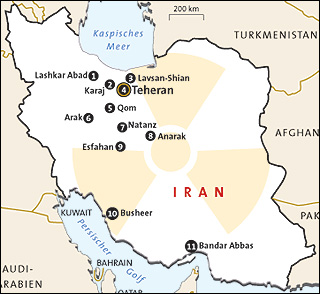 200 km
Kaspisches
Meer
TURKMENISTAN
Lashkar Abad 1
3 Lavsan-Shian
2
Karaj
4 Teheran
5 Qom
Arak 6
7 Natanz
8 Anarak
AFGHAN
Esfahan 9
IRAN
KUWAIT
10 Busheer
Persischer
Golf
11
Bandar Abbas
SAUDI-
ARABIEN
BAHRAIN
QATAR